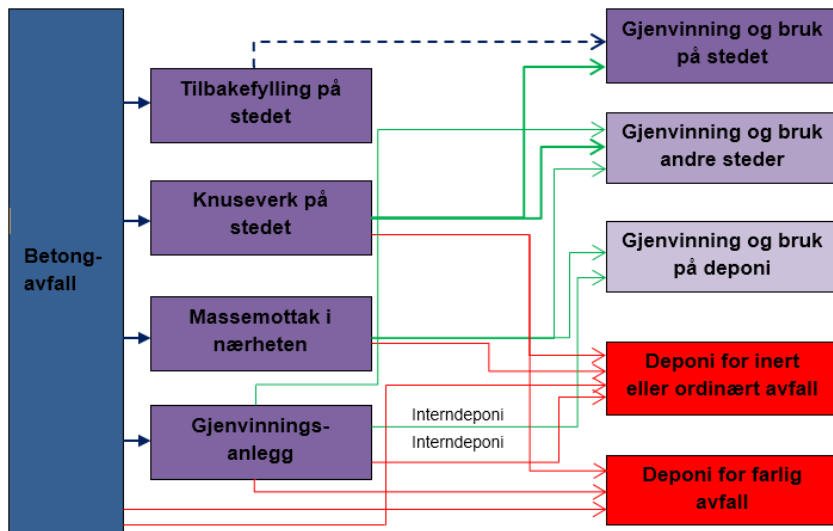 Betong-
avfall
Tilbakefylling på
stedet
Knuseverk på
stedet
Massemottak i
nærheten
Gjenvinnings-
anlegg
Interndeponi
Interndeponi
Gjenvinning og bruk
på stedet
Gjenvinning og bruk
andre steder
Gjenvinning og bruk
på deponi
Deponi for inert
eller ordinært avfall
Deponi for farlig
avfall